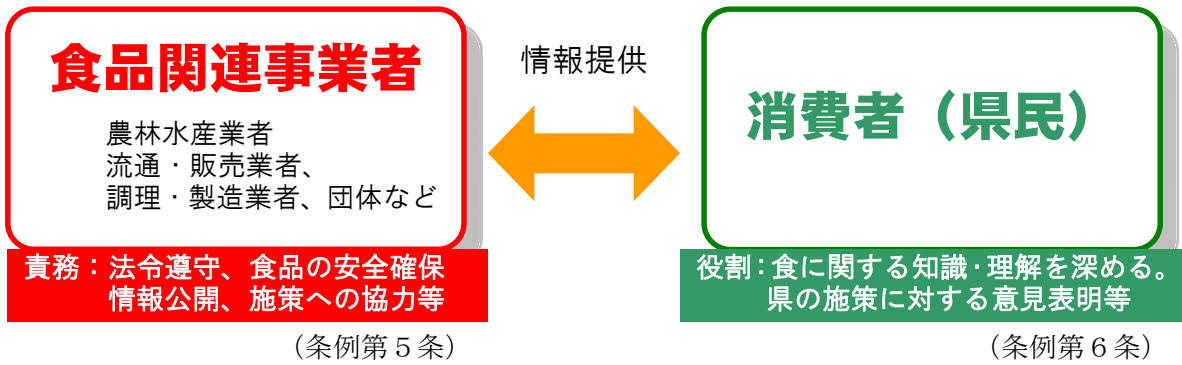 食品関連事業者
農林水産業者
流通・販売業者、
調理・製造業者、団体など
責務：法令遵守、食品の安全確保
情報公開、施策への協力等
（条例第５条）
情報提供
消費者（県民）
役割：食に関する知識・理解を深める。
県の施策に対する意見表明等
（条例第６条）